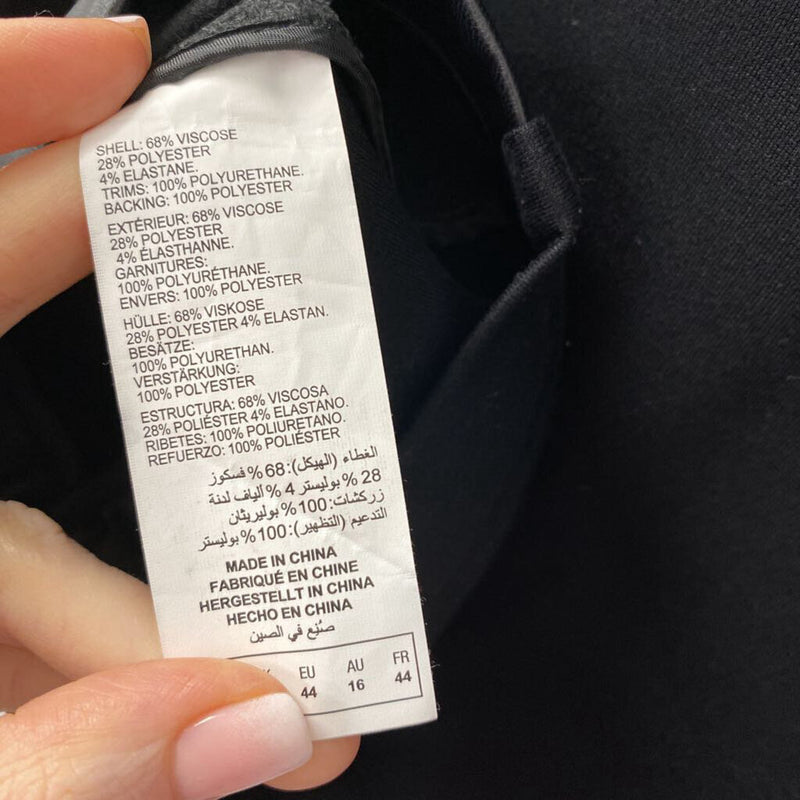 SHELL: 68% VISCOSE
28% POLYESTER
4% ELASTANE.
TRIMS: 100% POLYURETHANE.
BACKING: 100% POLYESTER
EXTÉRIEUR: 68% VISCOSE
28% POLYESTER
4% ÉLASTHANNE.
GARNITURES:
100% POLYURÉTHANE.
ENVERS: 100% POLYESTER
HÜLLE: 68% VISKOSE
28% POLYESTER 4% ELASTAN.
BESÄTZE:
100% POLYURETHAN.
VERSTÄRKUNG:
100% POLYESTER
ESTRUCTURA: 68% VISCOSA
28% POLIÉSTER 4% ELASTANO.
RIBETES: 100% POLIURETANO.
REFUERZO: 100% POLIÉSTER
الغطاء (الهيكل): 68% فسكوز
28 % بوليستر 4 % ألياف لدنة
زركشات: 100 % بوليريثان
التدعيم (التظهير): 100 % بوليستر
MADE IN CHINA
FABRIQUÉ EN CHINE
HERGESTELLT IN CHINA
HECHO EN CHINA
صُنِع في الصين
EU AU FR
44 16 44